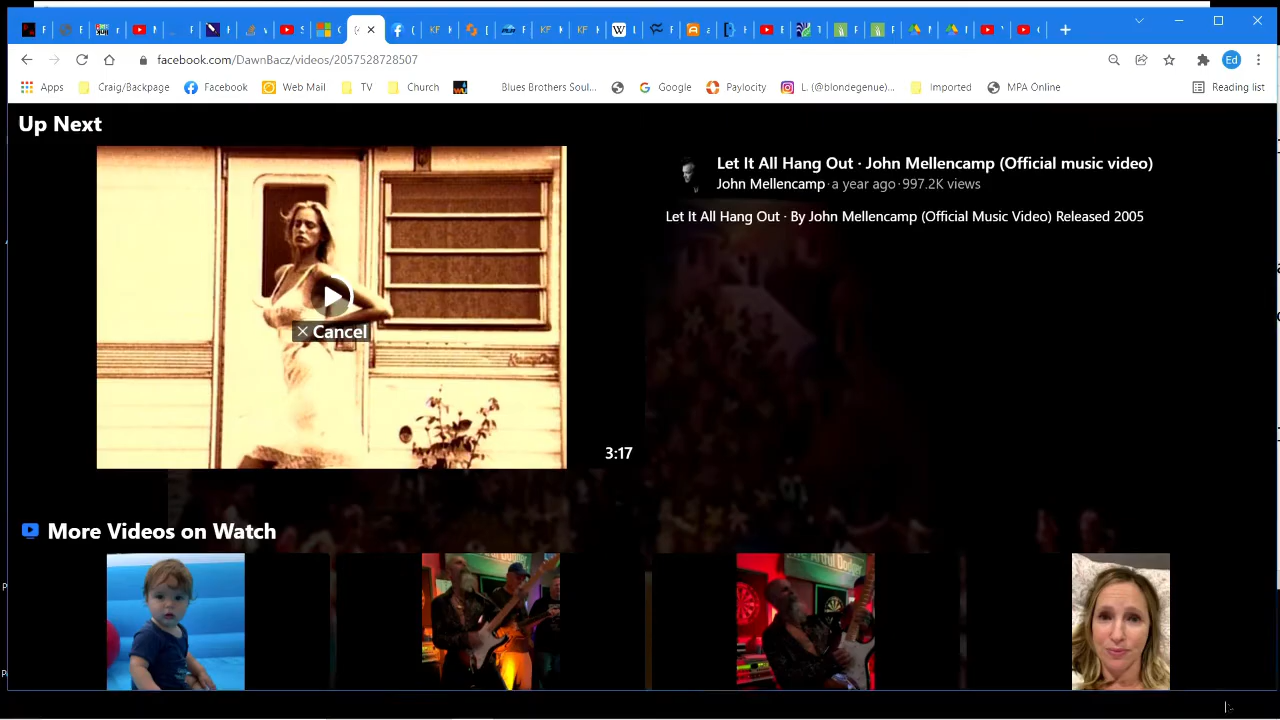 facebook.com/DawnBacz/videos/2057528728507
Ed
Apps
Craig/Backpage
Facebook
Web Mail
TV
Church
Blues Brothers Soul...
Google
Paylocity
L. (@blondegenue)...
Imported
MPA Online
Reading list
Up Next
Let It All Hang Out · John Mellencamp (Official music video)
John Mellencamp · a year ago · 997.2K views
Let It All Hang Out · By John Mellencamp (Official Music Video) Released 2005
Cancel
3:17
More Videos on Watch